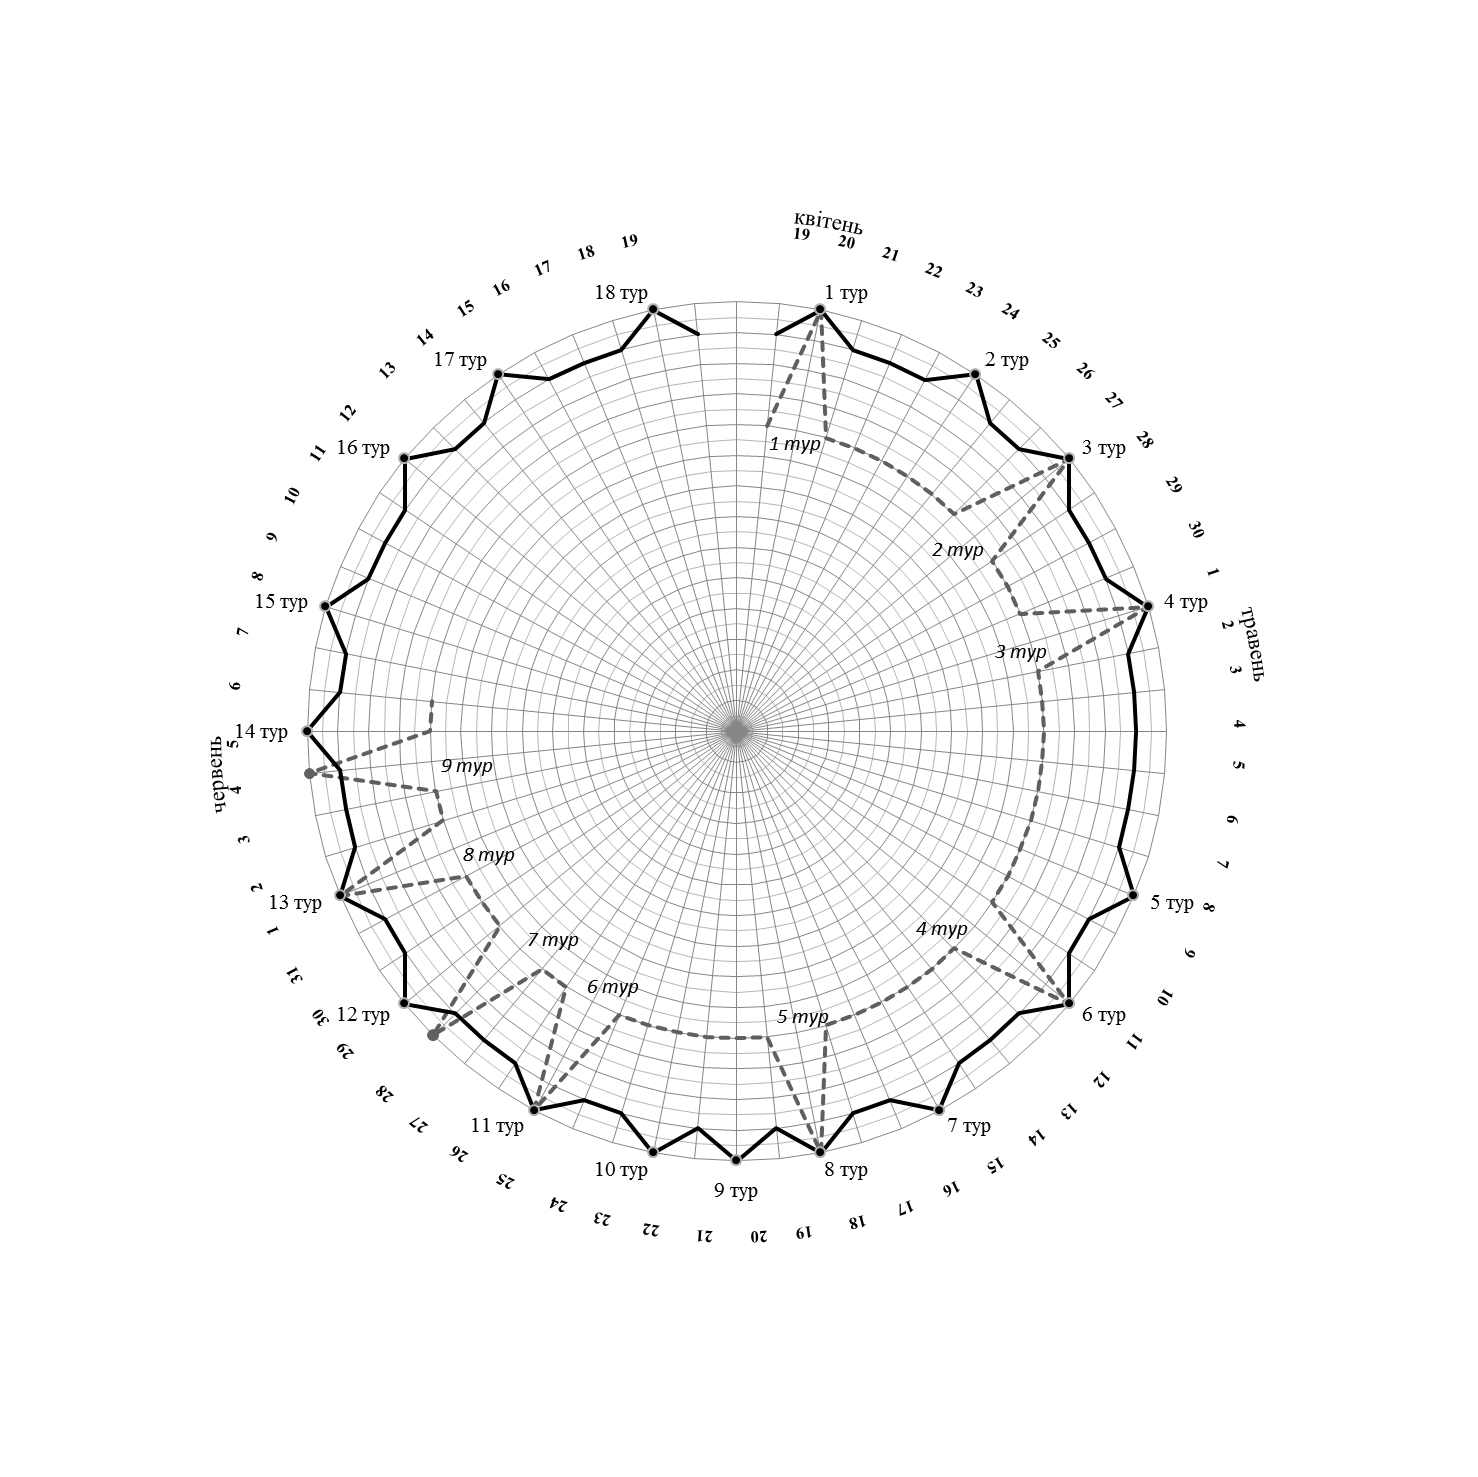 квітень
19
20
21
22
23
24
25
26
27
28
29
30
1
травень
2
3
4
5
6
7
8
9
10
11
12
13
14
15
16
17
18
19
20
21
22
23
24
25
26
27
28
29
30
31
1
2
3
4
червень
5
6
7
8
9
10
11
12
13
14
15
16
17
18
19
1 тур
2 тур
3 тур
4 тур
5 тур
6 тур
7 тур
8 тур
9 тур
10 тур
11 тур
12 тур
13 тур
14 тур
15 тур
16 тур
17 тур
18 тур
1 тур
2 тур
3 тур
4 тур
5 тур
6 тур
7 тур
8 тур
9 тур